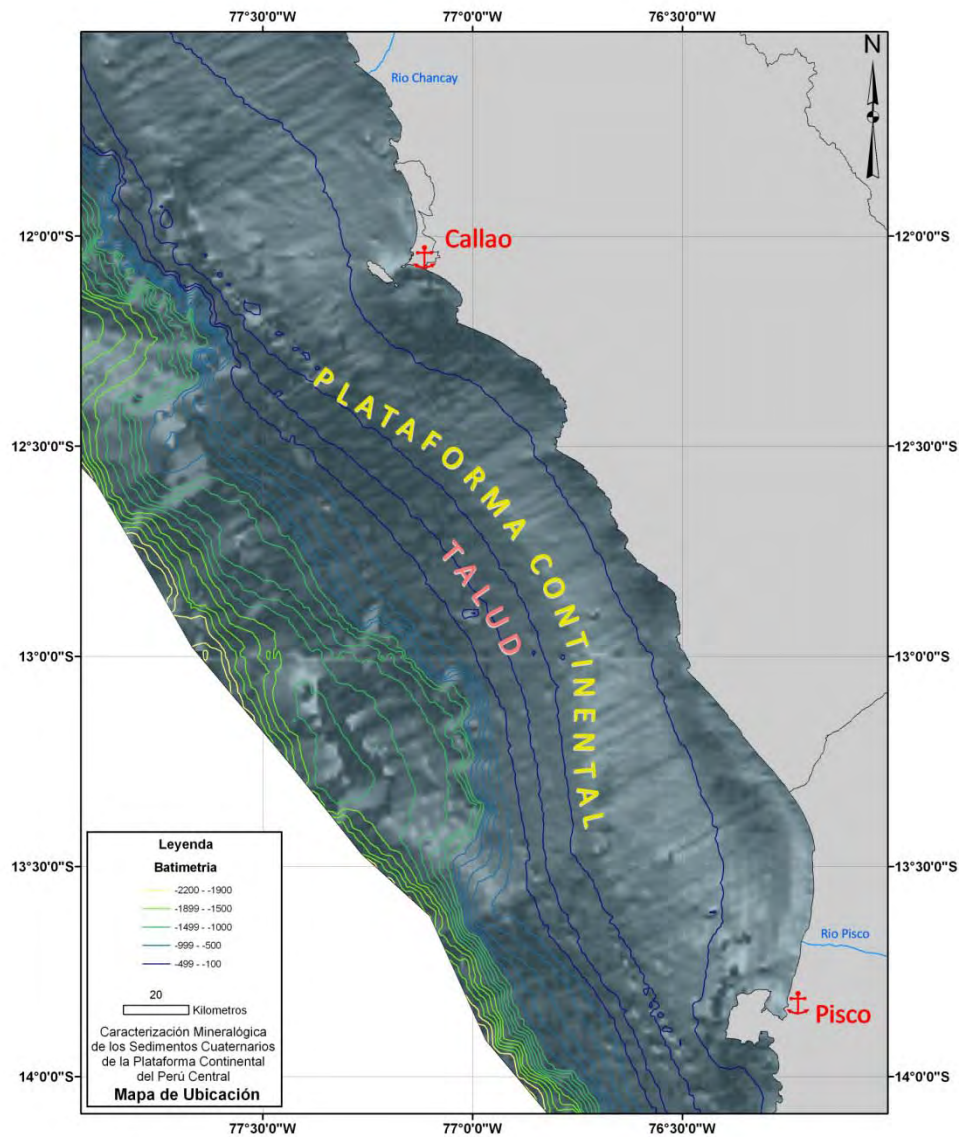 77°30'0"W 77°0'0"W 76°30'0"W
N
Rio Chancay
12°0'0"S 12°0'0"S
Callao
PLATAFORMA CONTINENTAL
12°30'0"S 12°30'0"S
TALUD
13°0'0"S 13°0'0"S
13°30'0"S 13°30'0"S
Leyenda
Batimetria
-2200 - -1900
-1899 - -1500
-1499 - -1000
-999 - -500
-499 - -100
20
Kilometros
Caracterización Mineralógica
de los Sedimentos Cuaternarios
de la Plataforma Continental
del Perú Central
Mapa de Ubicación
Rio Pisco
Pisco
14°0'0"S 14°0'0"S
77°30'0"W 77°0'0"W 76°30'0"W